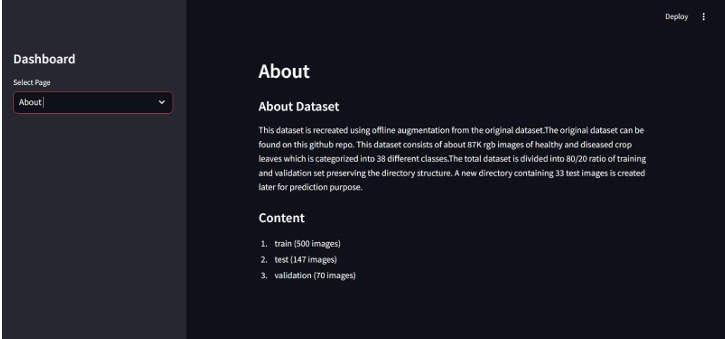 Deploy
Dashboard
Select Page
About
About
About Dataset
This dataset is recreated using offline augmentation from the original dataset.The original dataset can be
found on this github repo. This dataset consists of about 87K rgb images of healthy and diseased crop
leaves which is categorized into 38 different classes.The total dataset is divided into 80/20 ratio of training
and validation set preserving the directory structure. A new directory containing 33 test images is created
later for prediction purpose.
Content
1. train (500 images)
2. test (147 images)
3. validation (70 images)